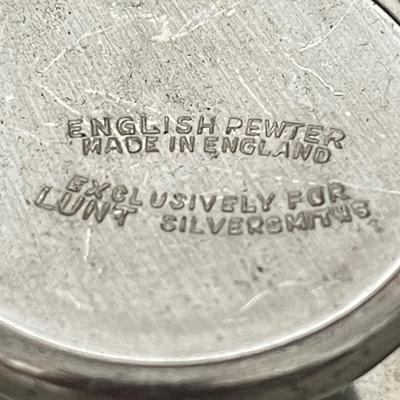 ENGLISH PEWTER
MADE IN ENGLAND
EXCLUSIVELY FOR
LUNT SILVERSMITHS